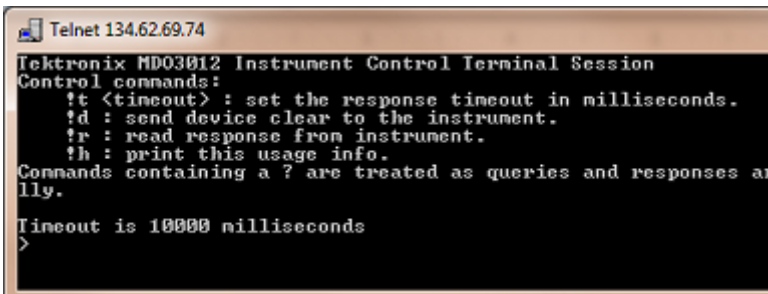 Telnet 134.62.69.74
Tektronix MDO3012 Instrument Control Terminal Session
Control commands:
!t <timeout> : set the response timeout in milliseconds.
!d : send device clear to the instrument.
!r : read response from instrument.
!h : print this usage info.
Commands containing a ? are treated as queries and responses
lly.
Timeout is 10000 milliseconds
>